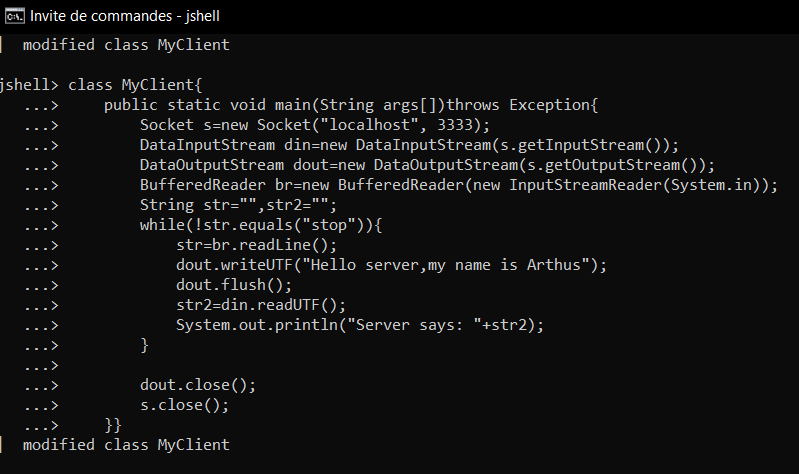 Invite de commandes - jshell
|  modified class MyClient
jshell> class MyClient{
   ...>     public static void main(String args[])throws Exception{
   ...>         Socket s=new Socket("localhost", 3333);
   ...>         DataInputStream din=new DataInputStream(s.getInputStream());
   ...>         DataOutputStream dout=new DataOutputStream(s.getOutputStream());
   ...>         BufferedReader br=new BufferedReader(new InputStreamReader(System.in));
   ...>         String str="",str2="";
   ...>         while(!str.equals("stop")){
   ...>             str=br.readLine();
   ...>             dout.writeUTF("Hello server,my name is Arthus");
   ...>             dout.flush();
   ...>             str2=din.readUTF();
   ...>             System.out.println("Server says: "+str2);
   ...>         }
   ...>
   ...>         dout.close();
   ...>         s.close();
   ...>     }}
|  modified class MyClient